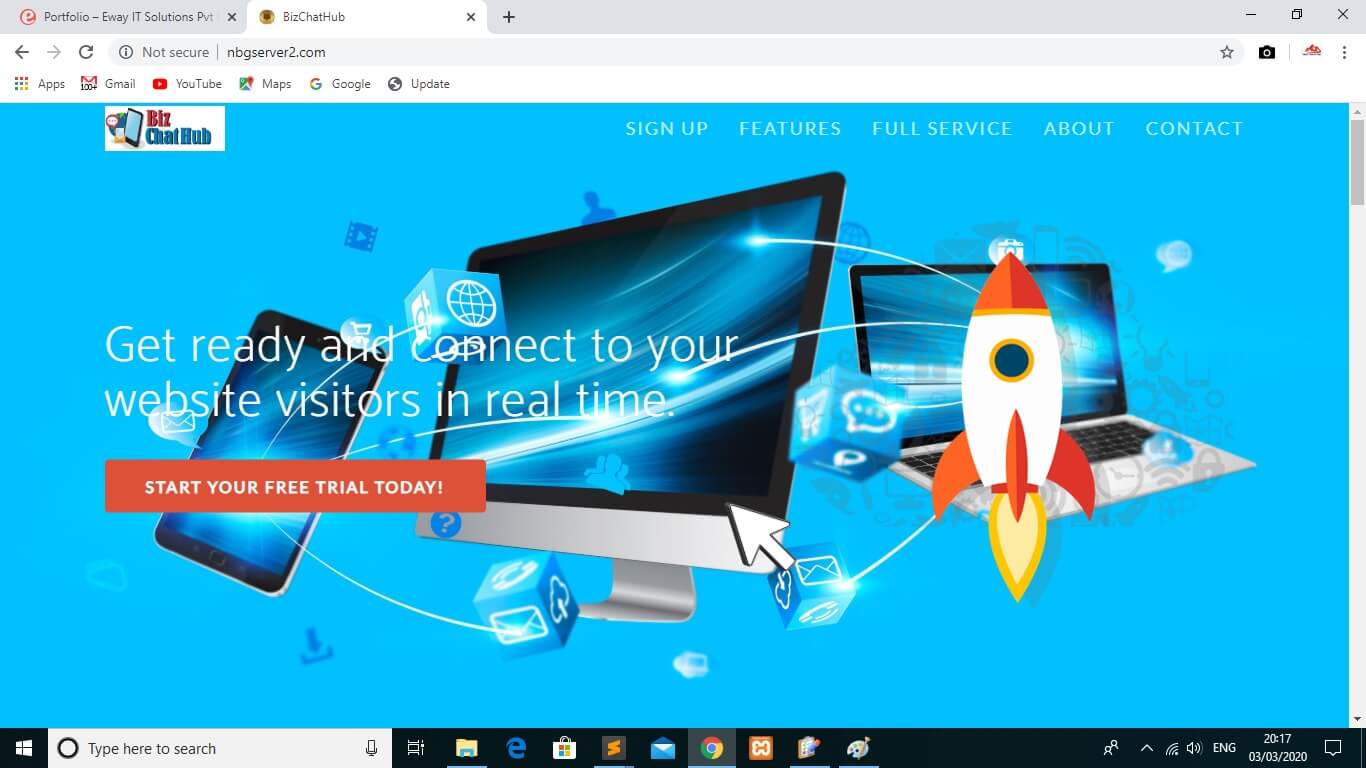 Portfolio – Eway IT Solutions Pvt
BizChatHub
Not secure
nbgserver2.com
Apps
100+
Gmail
YouTube
Maps
Google
Update
Biz
ChatHub
SIGN UP
FEATURES
FULL SERVICE
ABOUT
CONTACT
Get ready and connect to your
website visitors in real time.
START YOUR FREE TRIAL TODAY!
?
Type here to search
ENG
20:17
03/03/2020